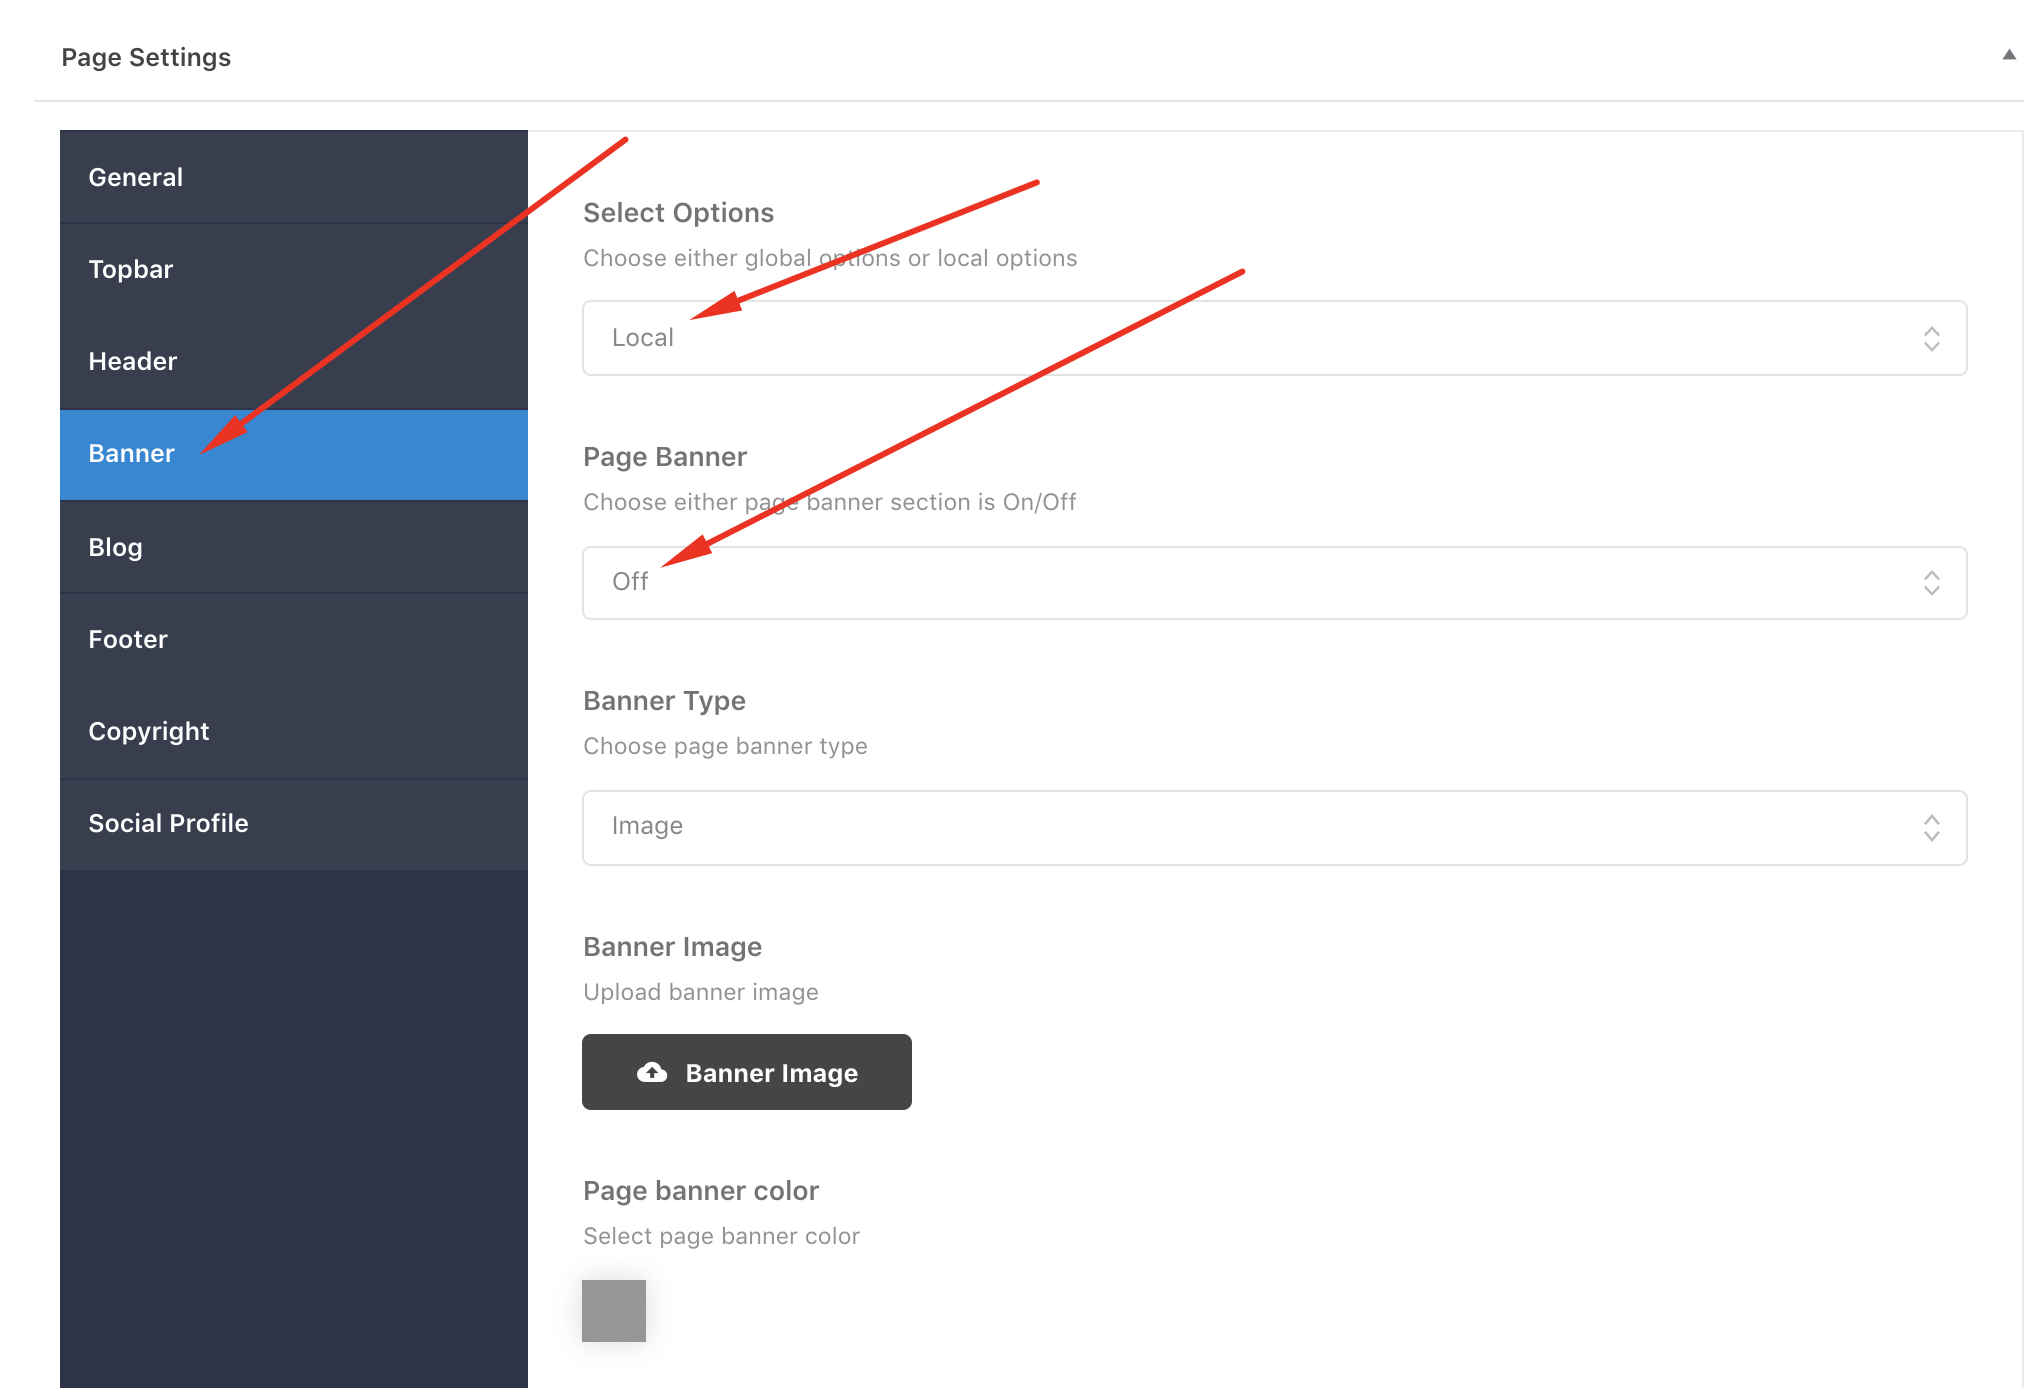 Page Settings
General
Topbar
Header
Banner
Blog
Footer
Copyright
Social Profile
Select Options
Choose either global options or local options
Local
Page Banner
Choose either page banner section is On/Off
Off
Banner Type
Choose page banner type
Image
Banner Image
Upload banner image
Banner Image
Page banner color
Select page banner color